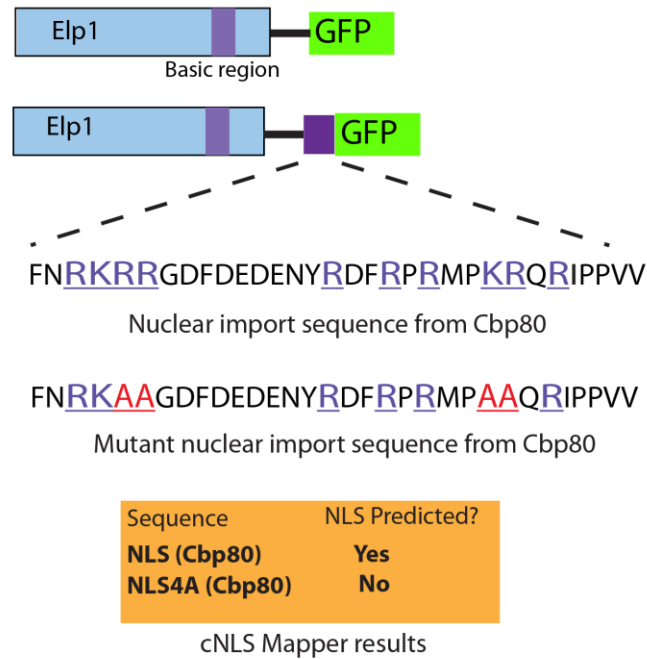 Elp1 GFP
Basic region
Elp1 GFP
FNRKRRGDFDEDENYRDFRPRMPKRQRIPPVV
Nuclear import sequence from Cbp80
FNRKAAGDFDEDENYRDFRPRMPAAQRIPPVV
Mutant nuclear import sequence from Cbp80
Sequence NLS Predicted?
NLS (Cbp80) Yes
NLS4A (Cbp80) No
cNLS Mapper results